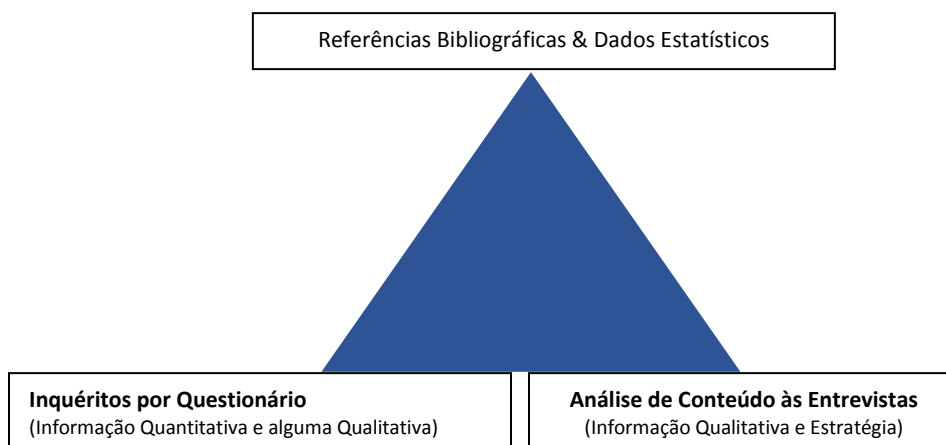 Referências Bibliográficas & Dados Estatísticos
Inquéritos por Questionário
(Informação Quantitativa e alguma Qualitativa)
Análise de Conteúdo às Entrevistas
(Informação Qualitativa e Estratégia)